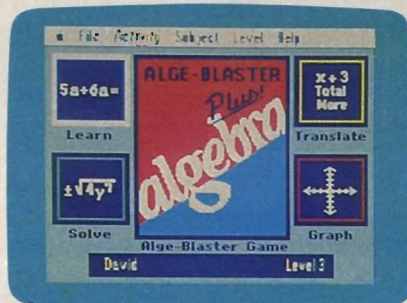 File Activity Subject Level Help
5a+6a=
Learn
ALGE-BLASTER
Plus!
algebra
x+3
Total
More
Translate
±√4y⁷
Solve
Alge-Blaster Game
Graph
David Level 3